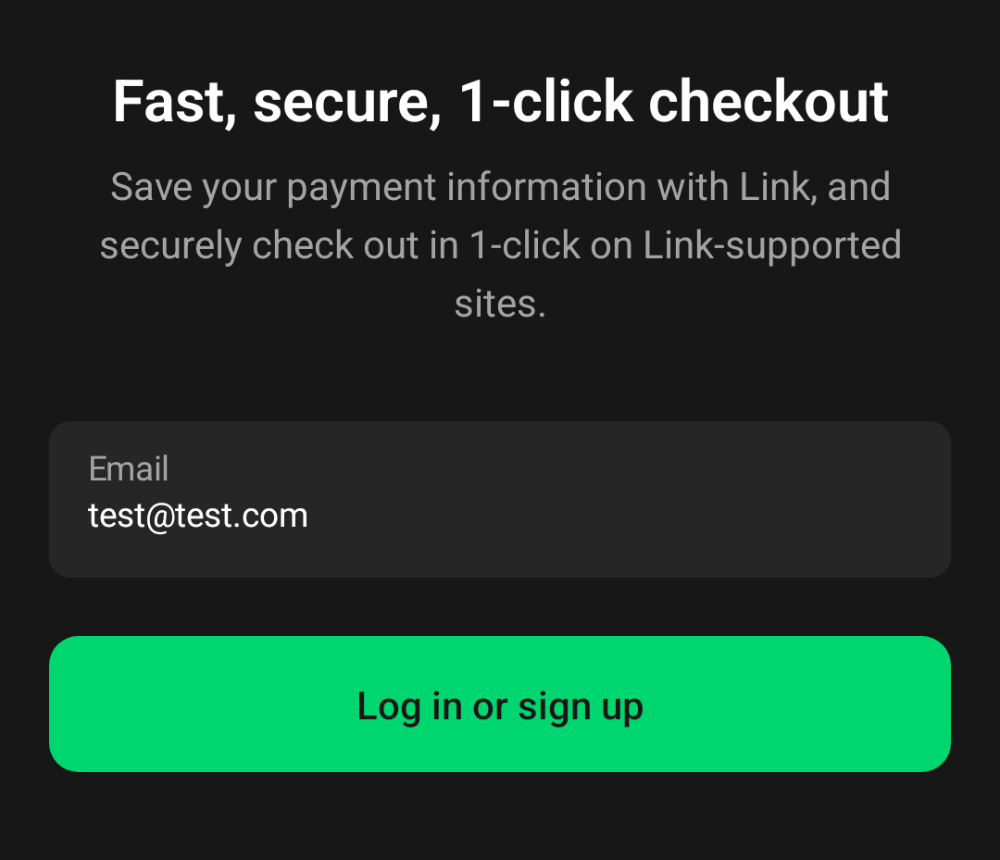 Fast, secure, 1-click checkout
Save your payment information with Link, and
securely check out in 1-click on Link-supported
sites.
Email
test@test.com
Log in or sign up